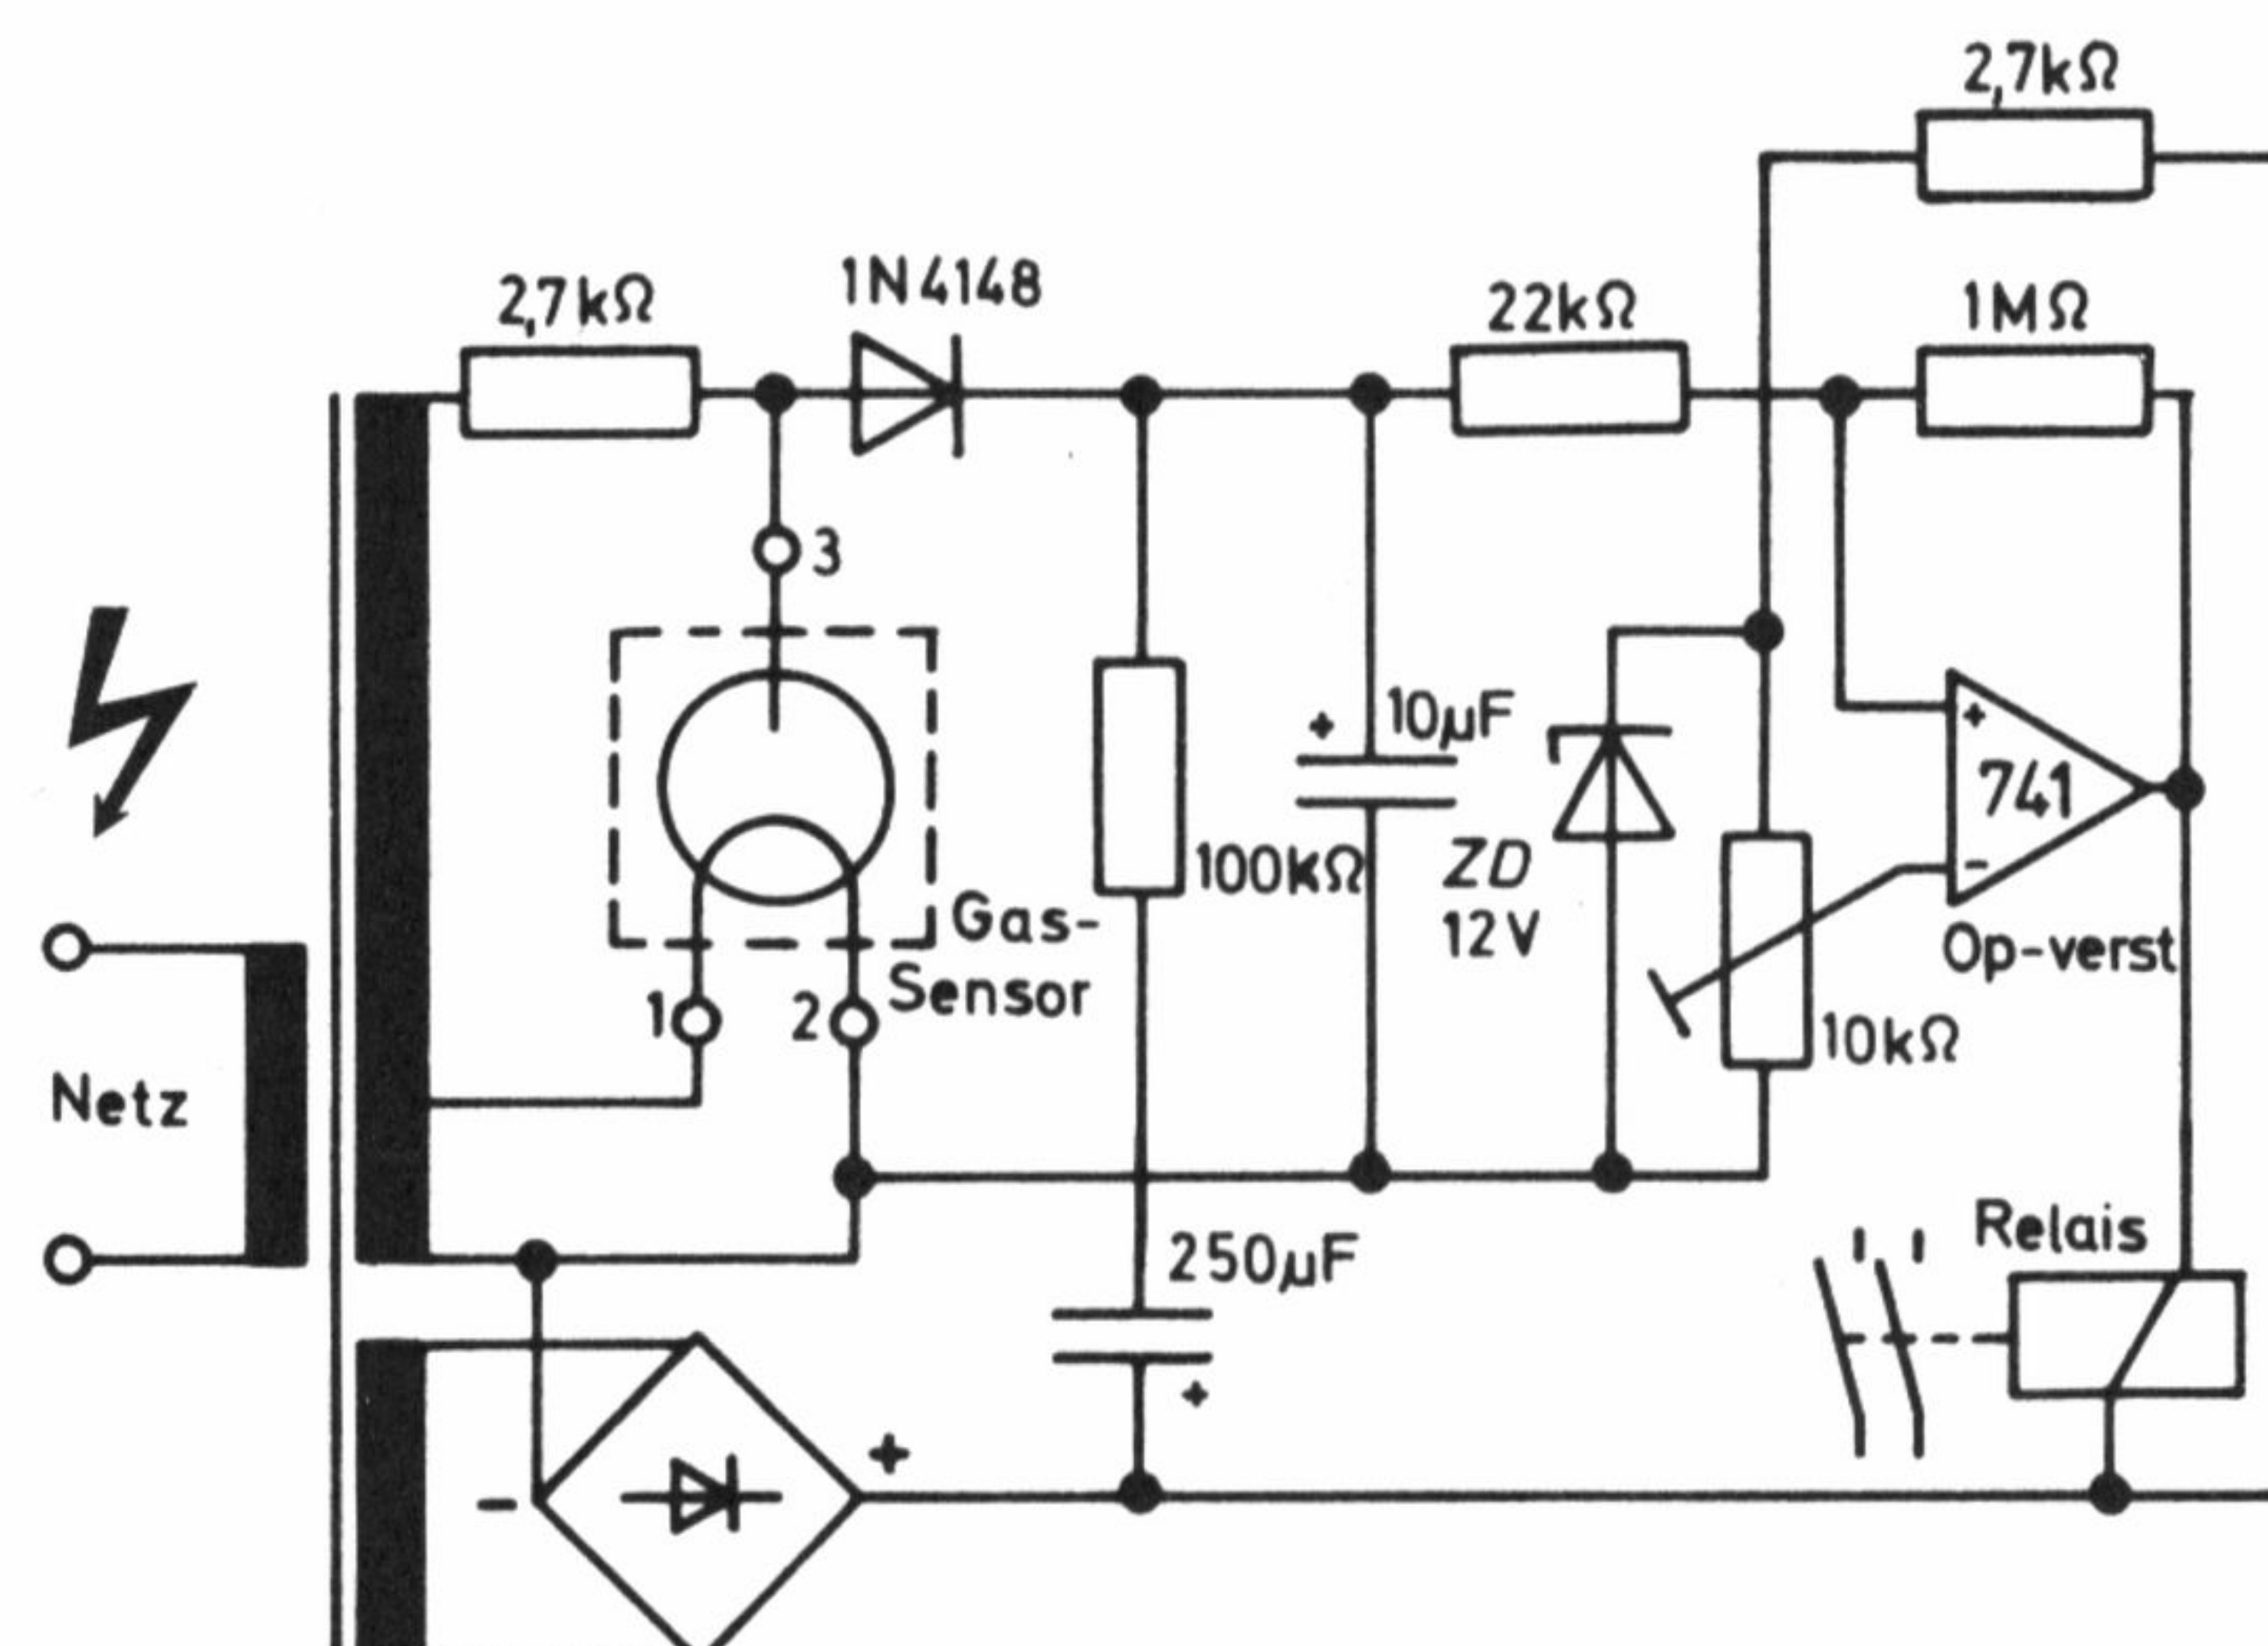 2,7kΩ
2,7kΩ
1N4148
22kΩ
1MΩ
3
+
10µF
+
741
-
100kΩ
ZD
12V
Gas-
Sensor
Op-verst
1
2
10kΩ
Netz
Relais
250µF
+
+
-